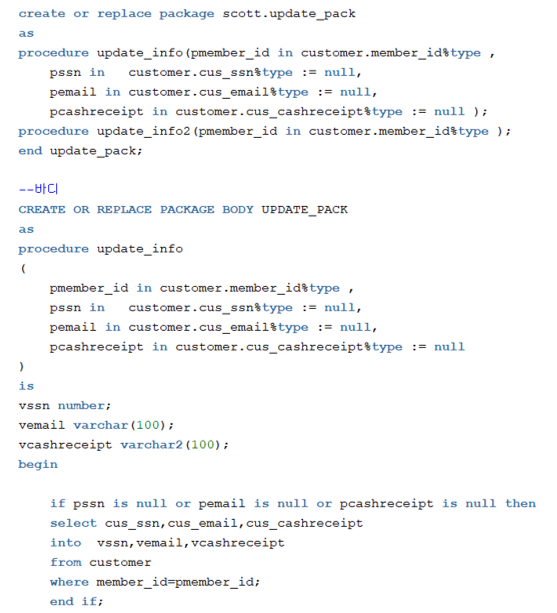 create or replace package scott.update_pack
as
procedure update_info(pmember_id in customer.member_id%type ,
    pssn in   customer.cus_ssn%type := null,
    pemail in customer.cus_email%type := null,
    pcashreceipt in customer.cus_cashreceipt%type := null );
procedure update_info2(pmember_id in customer.member_id%type );
end update_pack;

--바디
CREATE OR REPLACE PACKAGE BODY UPDATE_PACK
as
procedure update_info
(
    pmember_id in customer.member_id%type ,
    pssn in   customer.cus_ssn%type := null,
    pemail in customer.cus_email%type := null,
    pcashreceipt in customer.cus_cashreceipt%type := null
)
is
vssn number;
vemail varchar(100);
vcashreceipt varchar2(100);
begin

    if pssn is null or pemail is null or pcashreceipt is null then
    select cus_ssn,cus_email,cus_cashreceipt
    into  vssn,vemail,vcashreceipt
    from customer
    where member_id=pmember_id;
    end if;